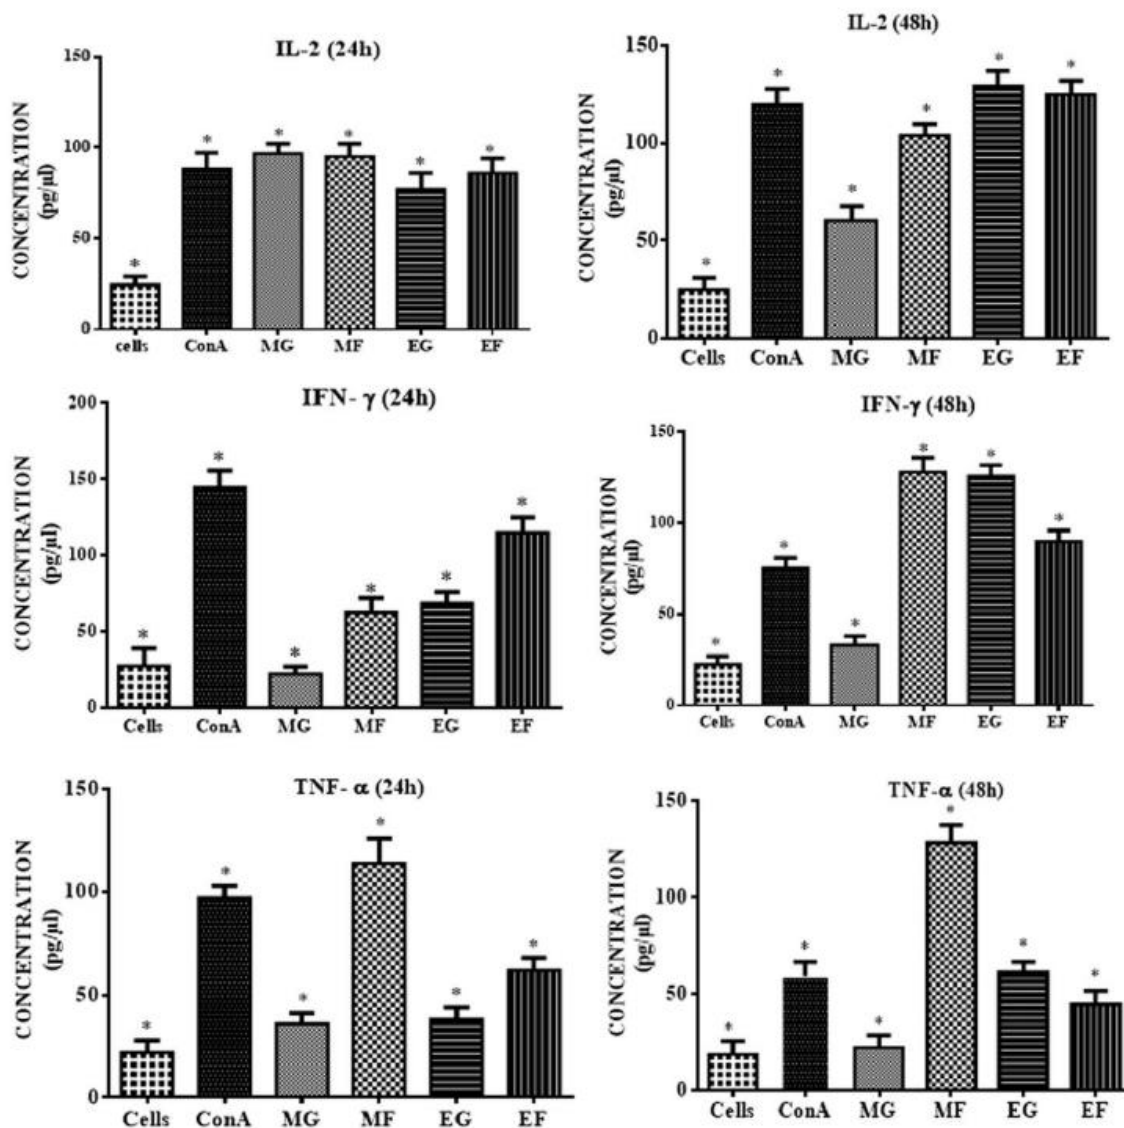 IL-2 (24h)
CONCENTRATION
(pg/µl)
150
100
50
0
*
*
*
*
*
*
cells ConA MG MF EG EF
IL-2 (48h)
CONCENTRATION
(pg/µl)
150
100
50
0
*
*
*
*
*
*
Cells ConA MG MF EG EF
IFN- γ (24h)
CONCENTRATION
(pg/µl)
200
150
100
50
0
*
*
*
*
*
*
Cells ConA MG MF EG EF
IFN-γ (48h)
CONCENTRATION
(pg/µl)
150
100
50
0
*
*
*
*
*
*
Cells ConA MG MF EG EF
TNF- α (24h)
CONCENTRATION
(pg/µl)
150
100
50
0
*
*
*
*
*
*
Cells ConA MG MF EG EF
TNF-α (48h)
CONCENTRATION
(pg/µl)
150
100
50
0
*
*
*
*
*
*
Cells ConA MG MF EG EF